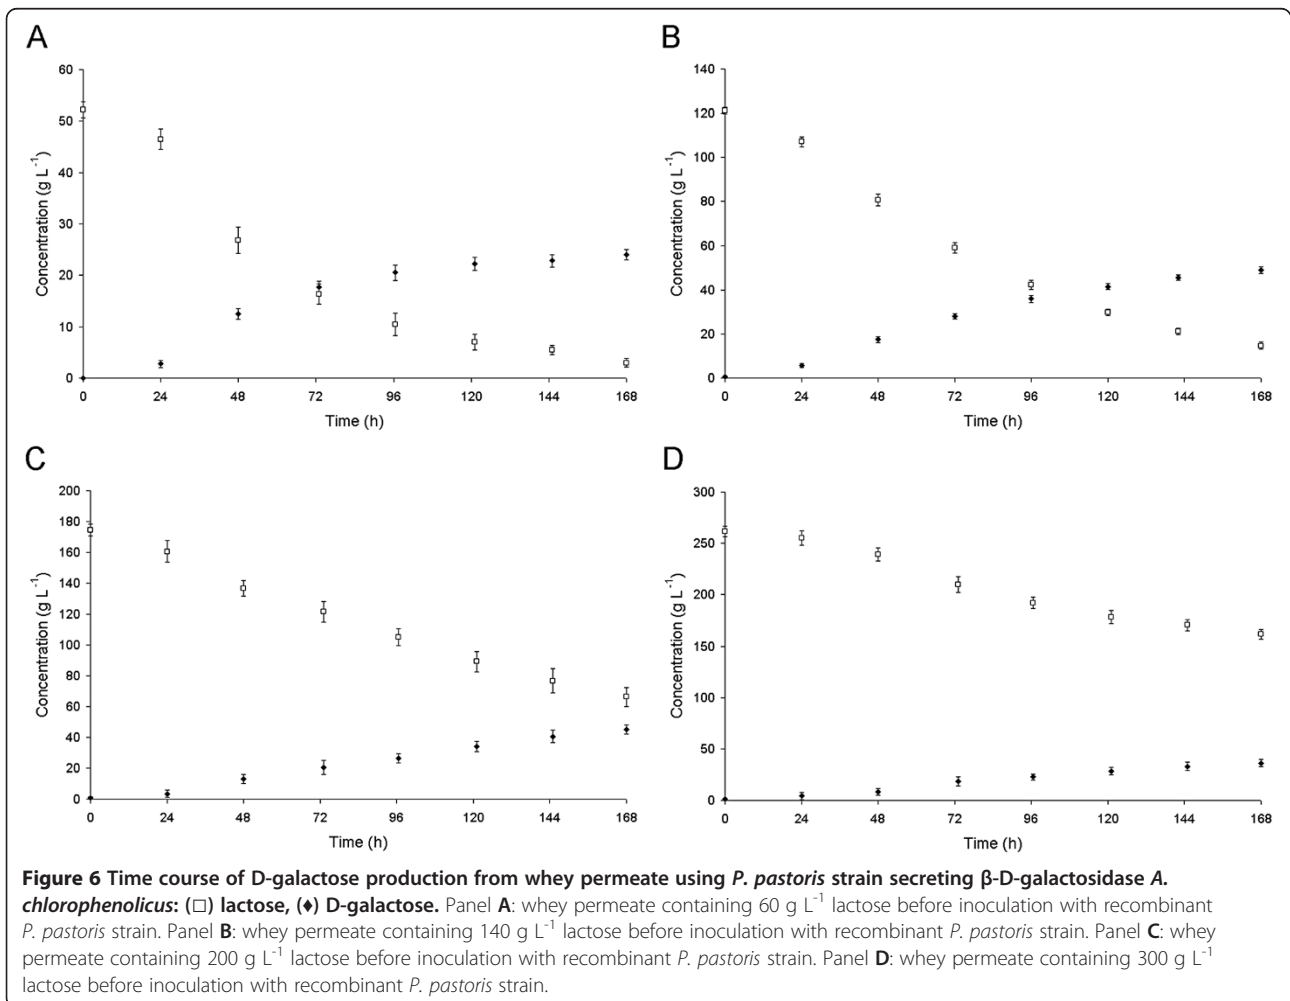 A
60
50
40
30
20
10
0
Concentration (g L⁻¹)
0 24 48 72 96 120 144 168
Time (h)
B
140
120
100
80
60
40
20
0
Concentration (g L⁻¹)
0 24 48 72 96 120 144 168
Time (h)
C
200
180
160
140
120
100
80
60
40
20
0
Concentration (g L⁻¹)
0 24 48 72 96 120 144 168
Time (h)
D
300
250
200
150
100
50
0
Concentration (g L⁻¹)
0 24 48 72 96 120 144 168
Time (h)
Figure 6 Time course of D-galactose production from whey permeate using P. pastoris strain secreting β-D-galactosidase A.
chlorophenolicus: (□) lactose, (♦) D-galactose. Panel A: whey permeate containing 60 g L⁻¹ lactose before inoculation with recombinant
P. pastoris strain. Panel B: whey permeate containing 140 g L⁻¹ lactose before inoculation with recombinant P. pastoris strain. Panel C: whey
permeate containing 200 g L⁻¹ lactose before inoculation with recombinant P. pastoris strain. Panel D: whey permeate containing 300 g L⁻¹
lactose before inoculation with recombinant P. pastoris strain.